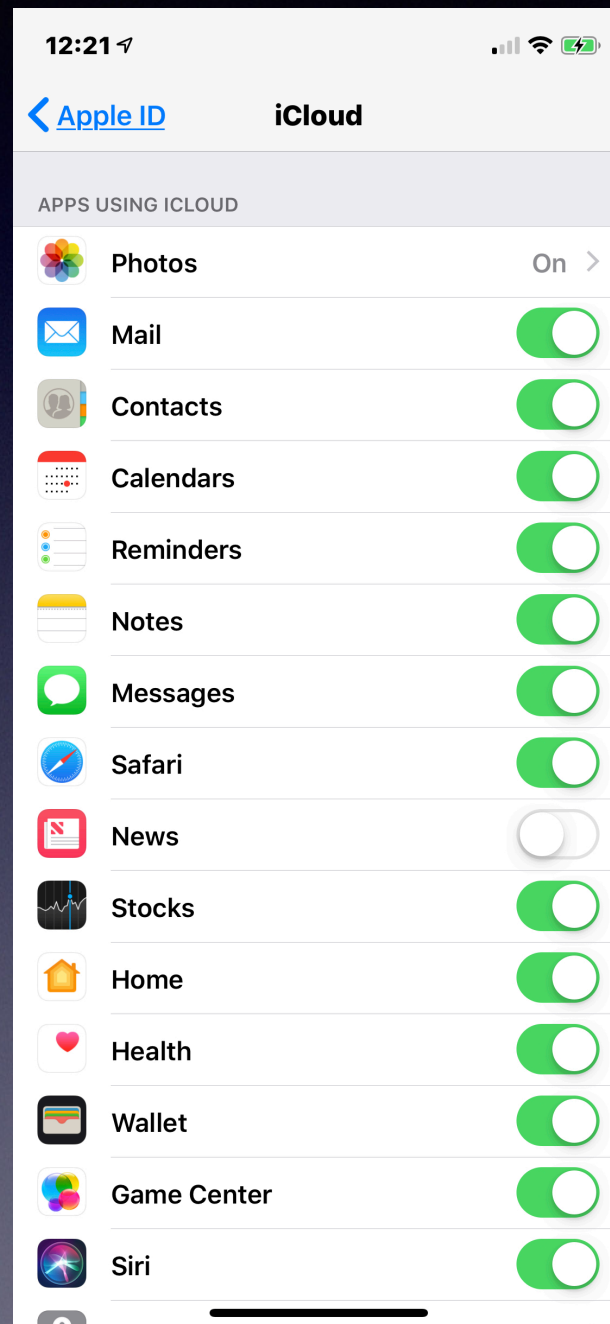 12:21
Apple ID
iCloud
APPS USING ICLOUD
Photos On
Mail
Contacts
Calendars
Reminders
Notes
Messages
Safari
News
Stocks
Home
Health
Wallet
Game Center
Siri